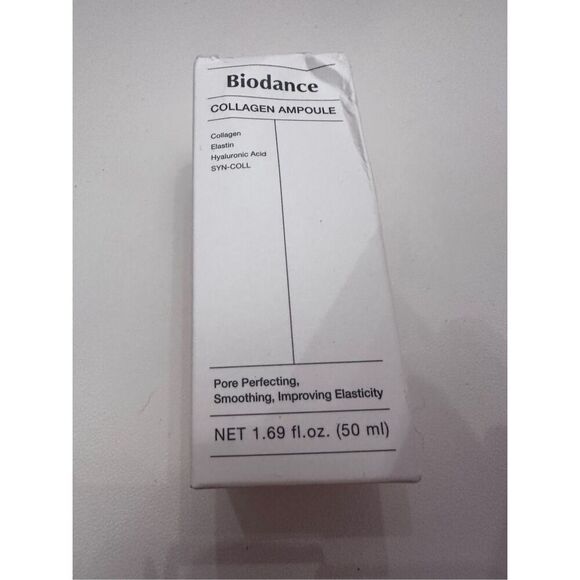 Biodance
COLLAGEN AMPOULE
Collagen
Elastin
Hyaluronic Acid
SYN-COLL
Pore Perfecting,
Smoothing, Improving Elasticity
NET 1.69 fl.oz. (50 ml)